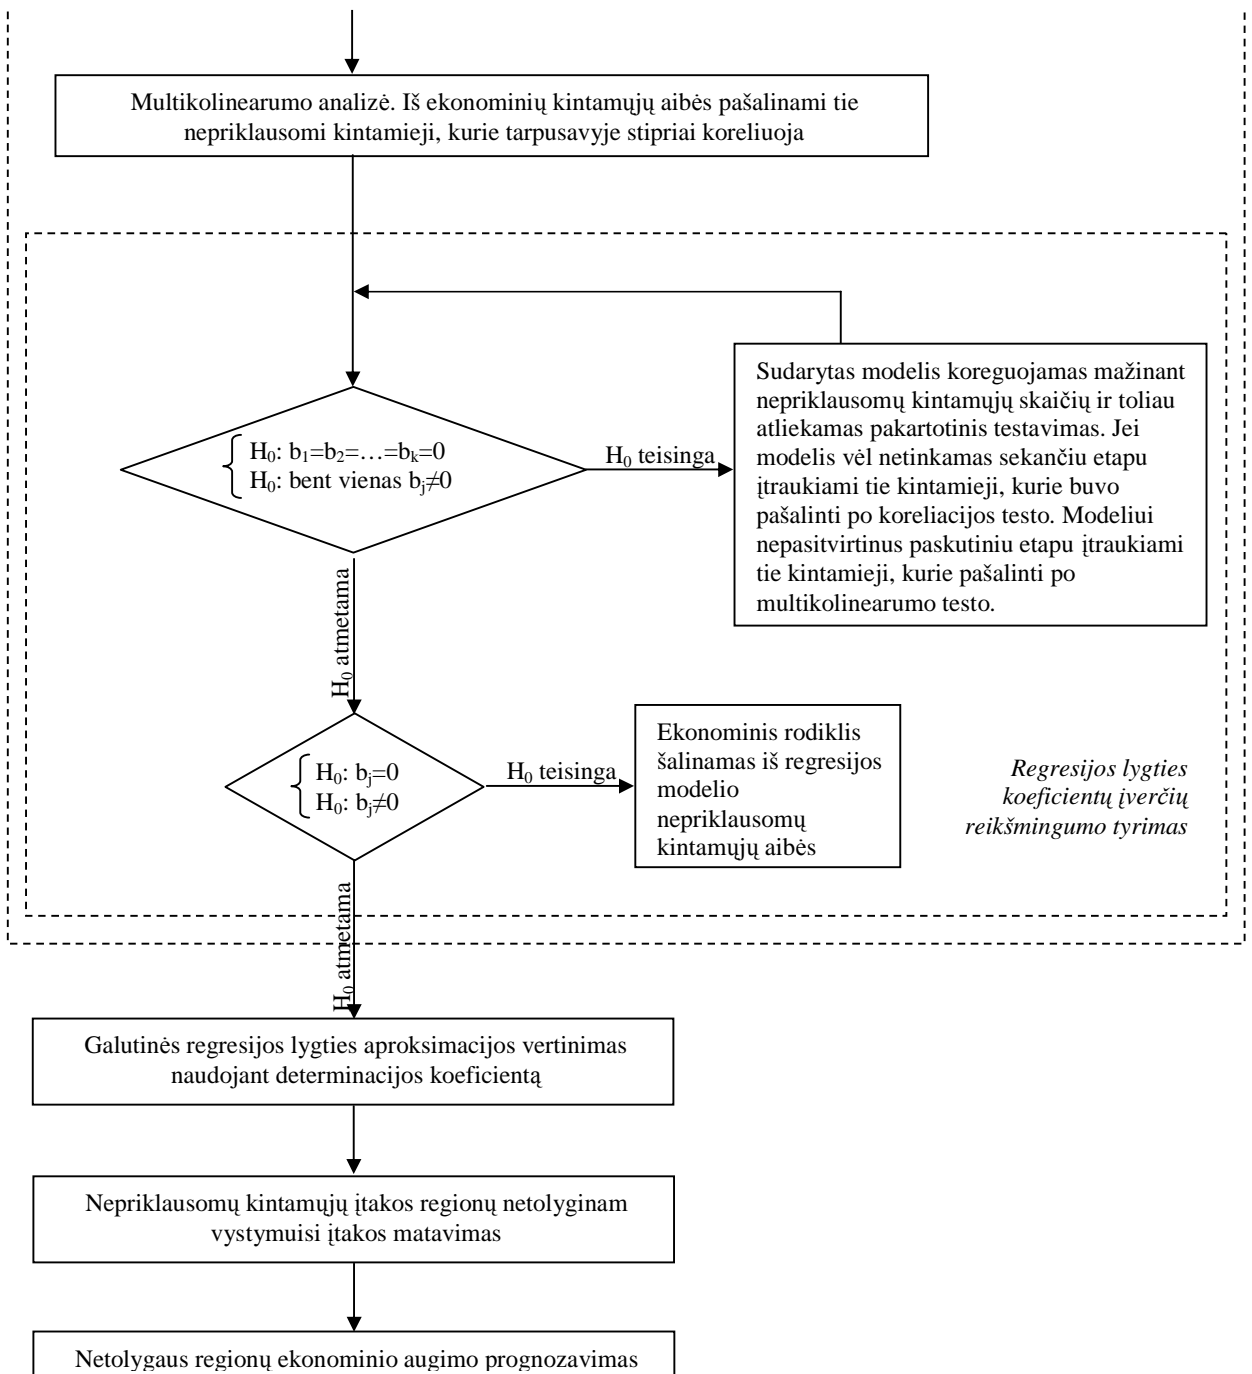 Multikolinearumo analizė. Iš ekonominių kintamųjų aibės pašalinami tie
nepriklausomi kintamieji, kurie tarpusavyje stipriai koreliuoja
H₀: b₁=b₂=…=bₖ=0
H₀: bent vienas bⱼ≠0
H₀ teisinga
Sudarytas modelis koreguojamas mažinant
nepriklausomų kintamųjų skaičių ir toliau
atliekamas pakartotinis testavimas. Jei
modelis vėl netinkamas sekančiu etapu
įtraukiami tie kintamieji, kurie buvo
pašalinti po koreliacijos testo. Modeliui
nepasitvirtinus paskutiniu etapu įtraukiami
tie kintamieji, kurie pašalinti po
multikolinearumo testo.
H₀ atmetama
H₀: bⱼ=0
H₀: bⱼ≠0
H₀ teisinga
Ekonominis rodiklis
šalinamas iš regresijos
modelio
nepriklausomų
kintamųjų aibės
Regresijos lygties
koeficientų įverčių
reikšmingumo tyrimas
H₀ atmetama
Galutinės regresijos lygties aproksimacijos vertinimas
naudojant determinacijos koeficientą
Nepriklausomų kintamųjų įtakos regionų netolyginam
vystymuisi įtakos matavimas
Netolygaus regionų ekonominio augimo prognozavimas